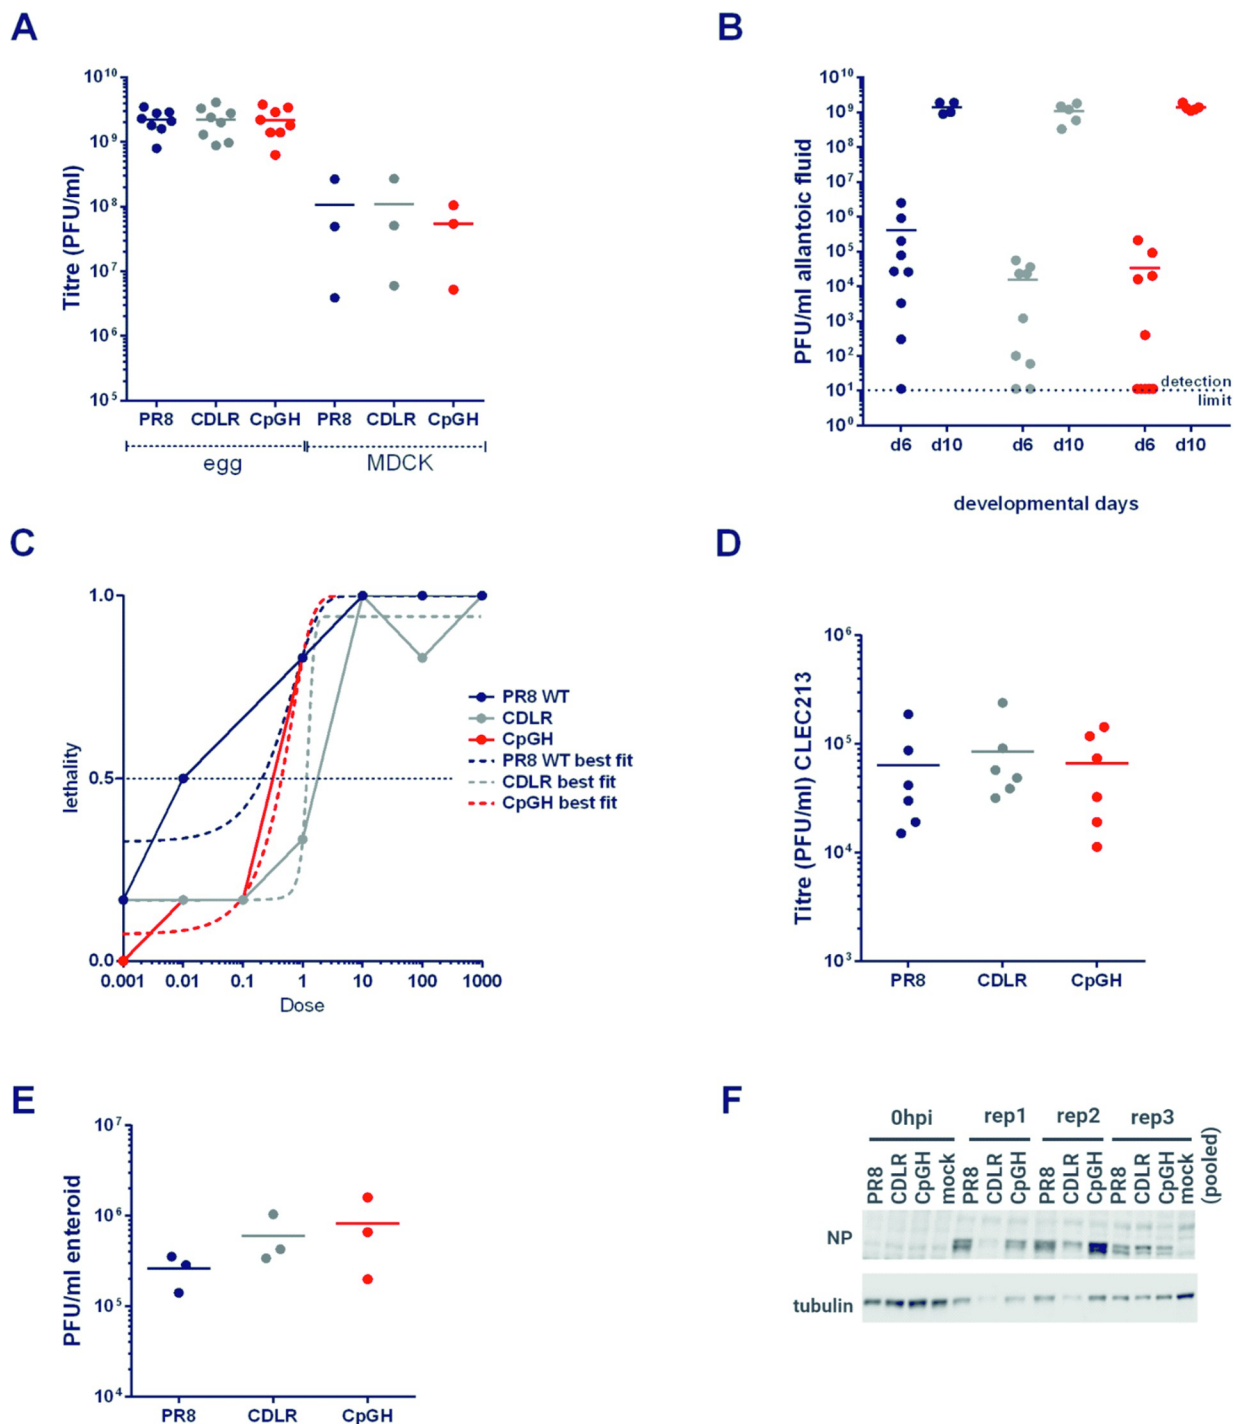 A
Titre (PFU/ml)
10^10
10^9
10^8
10^7
10^6
10^5
PR8 CDLR CpGH PR8 CDLR CpGH
egg MDCK
B
PFU/ml allantoic fluid
10^10
10^9
10^8
10^7
10^6
10^5
10^4
10^3
10^2
10^1
10^0
detection
limit
d6 d10 d6 d10 d6 d10
developmental days
C
lethality
1.0
0.5
0.0
0.001 0.01 0.1 1 10 100 1000
Dose
PR8 WT
CDLR
CpGH
PR8 WT best fit
CDLR best fit
CpGH best fit
D
Titre (PFU/ml) CLEC213
10^6
10^5
10^4
10^3
PR8 CDLR CpGH
E
PFU/ml enteroid
10^7
10^6
10^5
10^4
PR8 CDLR CpGH
F
0hpi rep1 rep2 rep3
PR8 CDLR CpGH mock PR8 CDLR CpGH PR8 CDLR CpGH PR8 CDLR CpGH mock (pooled)
NP
tubulin